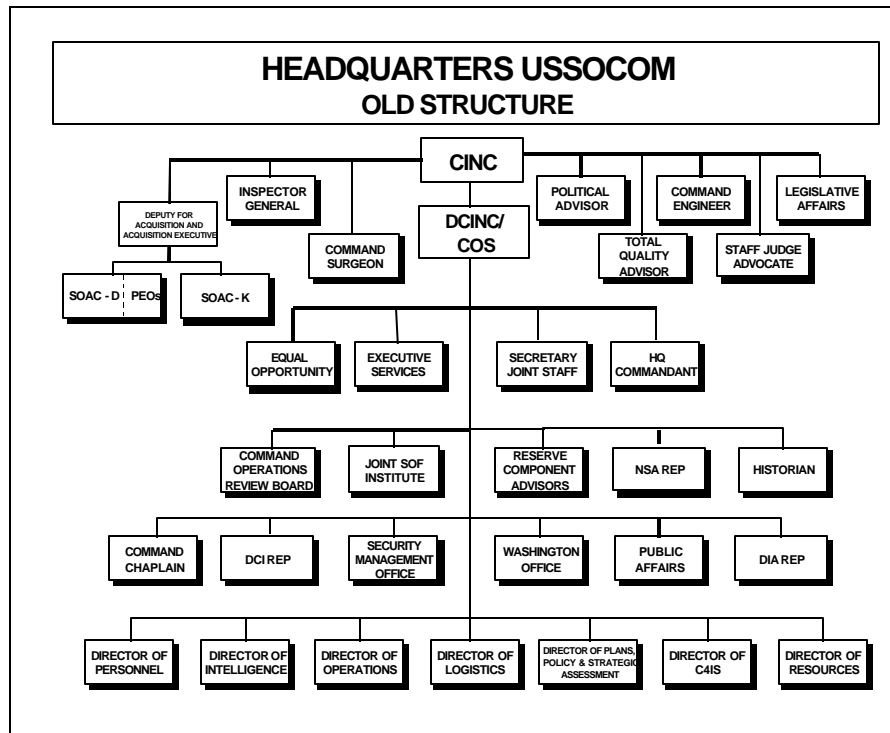 HEADQUARTERS USSOCOM
OLD STRUCTURE
CINC
INSPECTOR
GENERAL
POLITICAL
ADVISOR
COMMAND
ENGINEER
LEGISLATIVE
AFFAIRS
DEPUTY FOR
ACQUISITION AND
ACQUISITION EXECUTIVE
DCINC/
COS
COMMAND
SURGEON
TOTAL
QUALITY
ADVISOR
STAFF JUDGE
ADVOCATE
SOAC - D PEOs
SOAC - K
EQUAL
OPPORTUNITY
EXECUTIVE
SERVICES
SECRETARY
JOINT STAFF
HQ
COMMANDANT
COMMAND
OPERATIONS
REVIEW BOARD
JOINT SOF
INSTITUTE
RESERVE
COMPONENT
ADVISORS
NSA REP
HISTORIAN
COMMAND
CHAPLAIN
DCI REP
SECURITY
MANAGEMENT
OFFICE
WASHINGTON
OFFICE
PUBLIC
AFFAIRS
DIA REP
DIRECTOR OF
PERSONNEL
DIRECTOR OF
INTELLIGENCE
DIRECTOR OF
OPERATIONS
DIRECTOR OF
LOGISTICS
DIRECTOR OF PLANS,
POLICY & STRATEGIC
ASSESSMENT
DIRECTOR OF
C4IS
DIRECTOR OF
RESOURCES